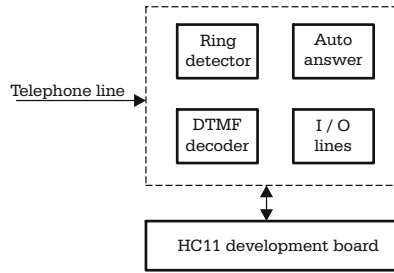 Ring
detector
Auto
answer
Telephone line
DTMF
decoder
I / O
lines
HC11 development board